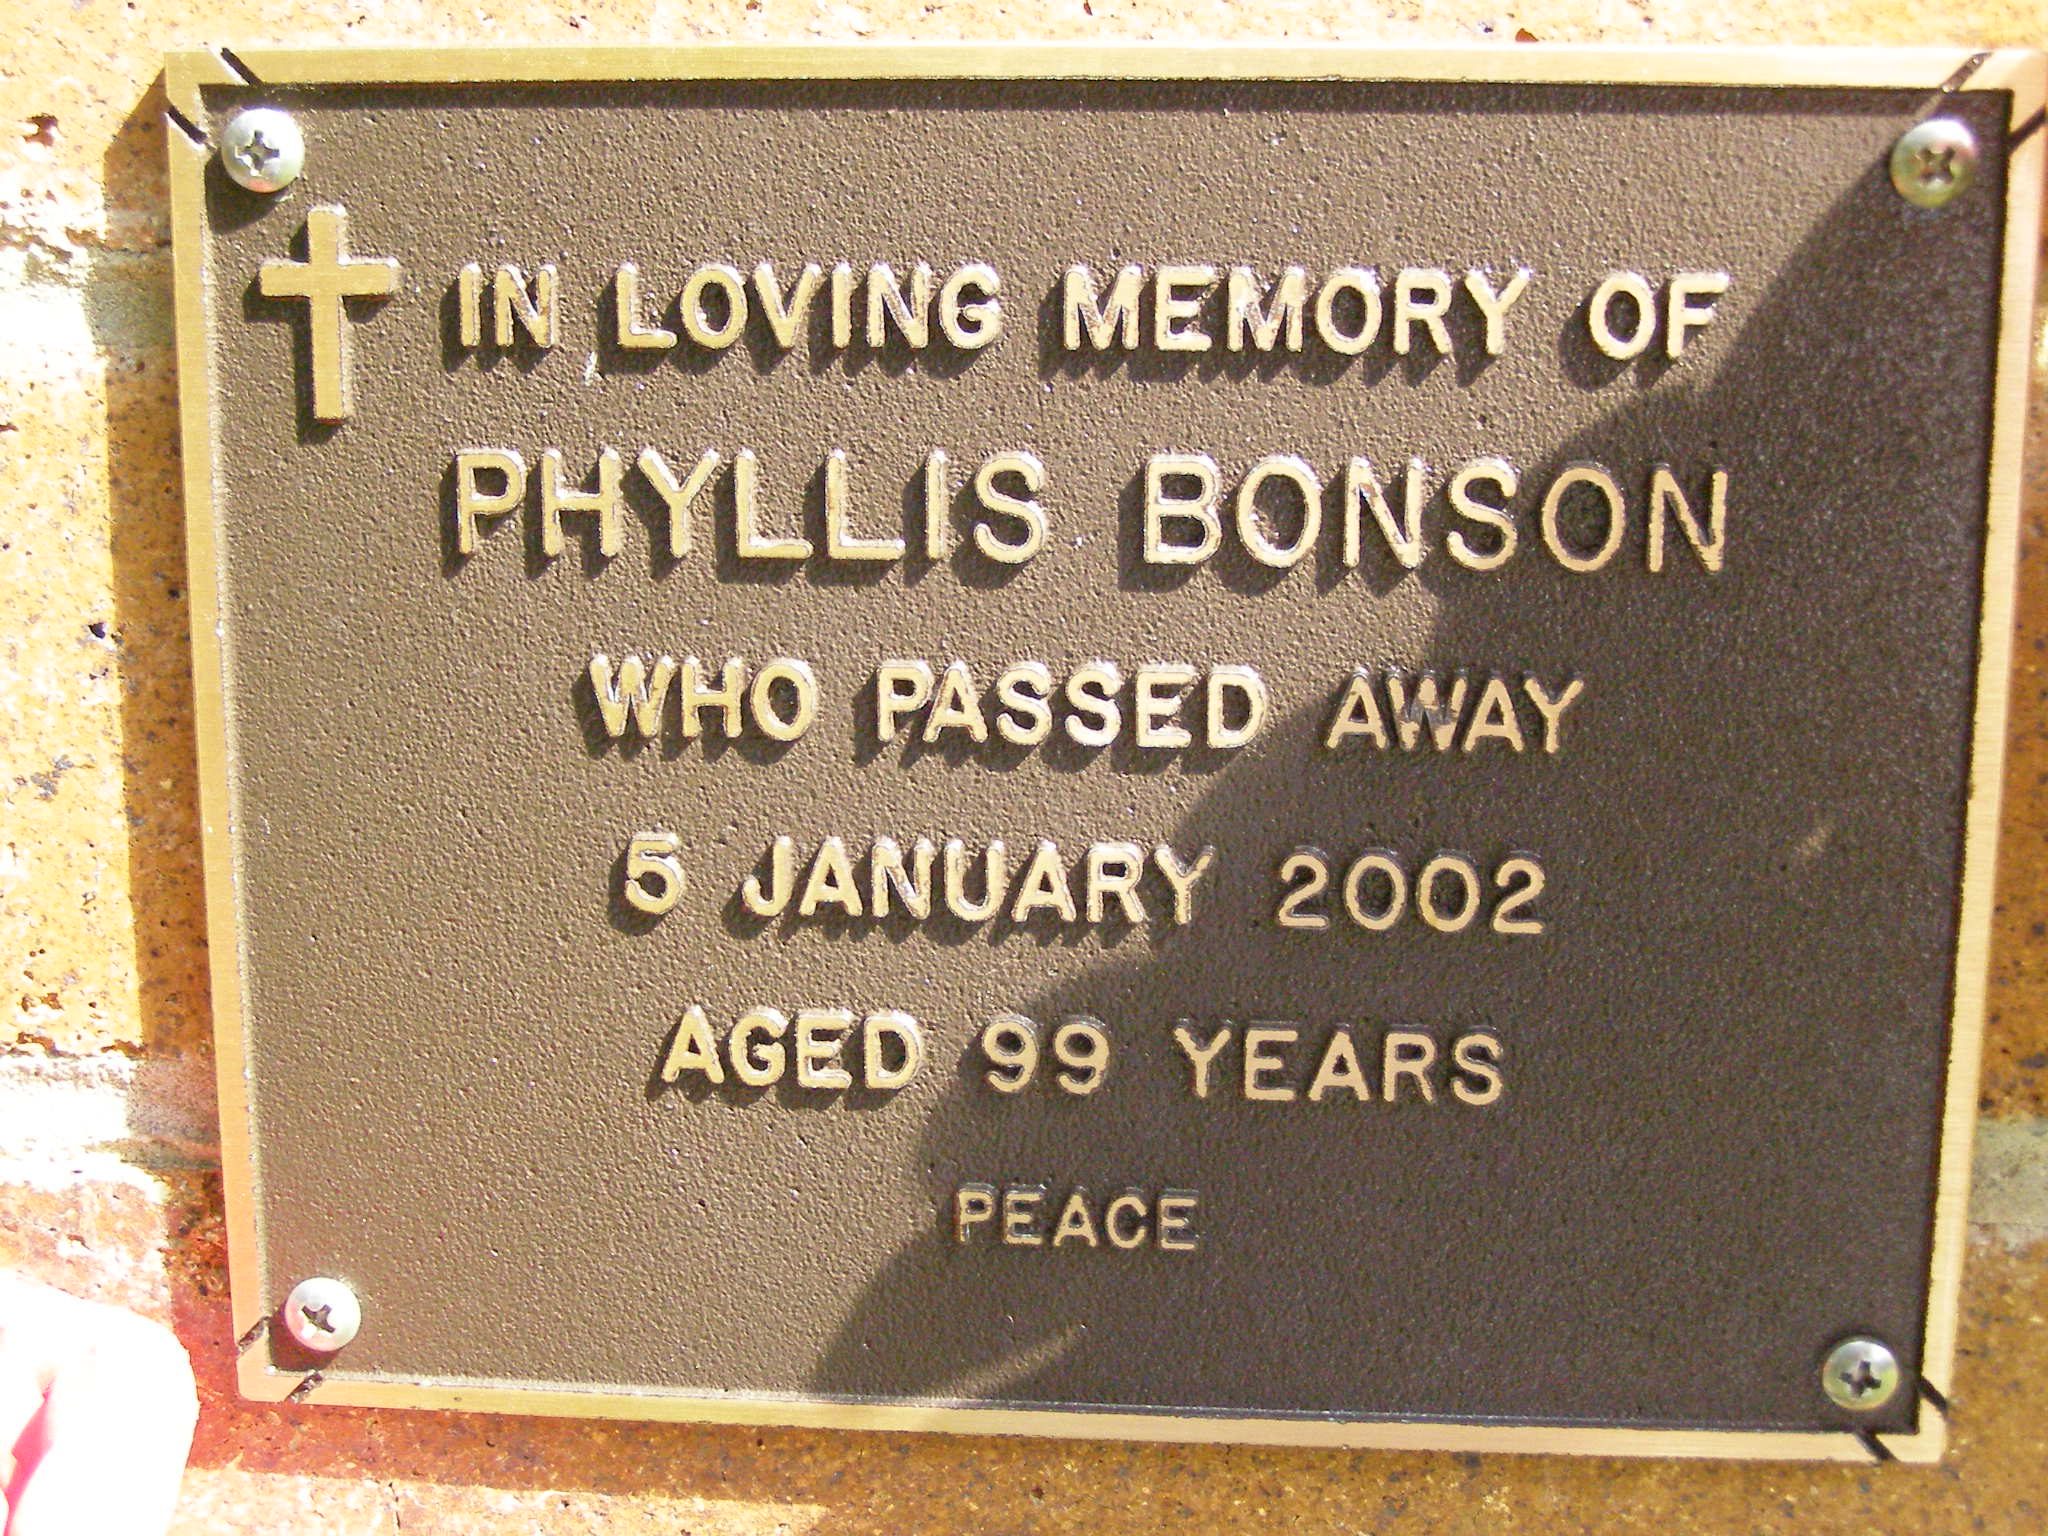 IN LOVING MEMORY OF
PHYLLIS BONSON
WHO PASSED AWAY
5 JANUARY 2002
AGED 99 YEARS
PEACE